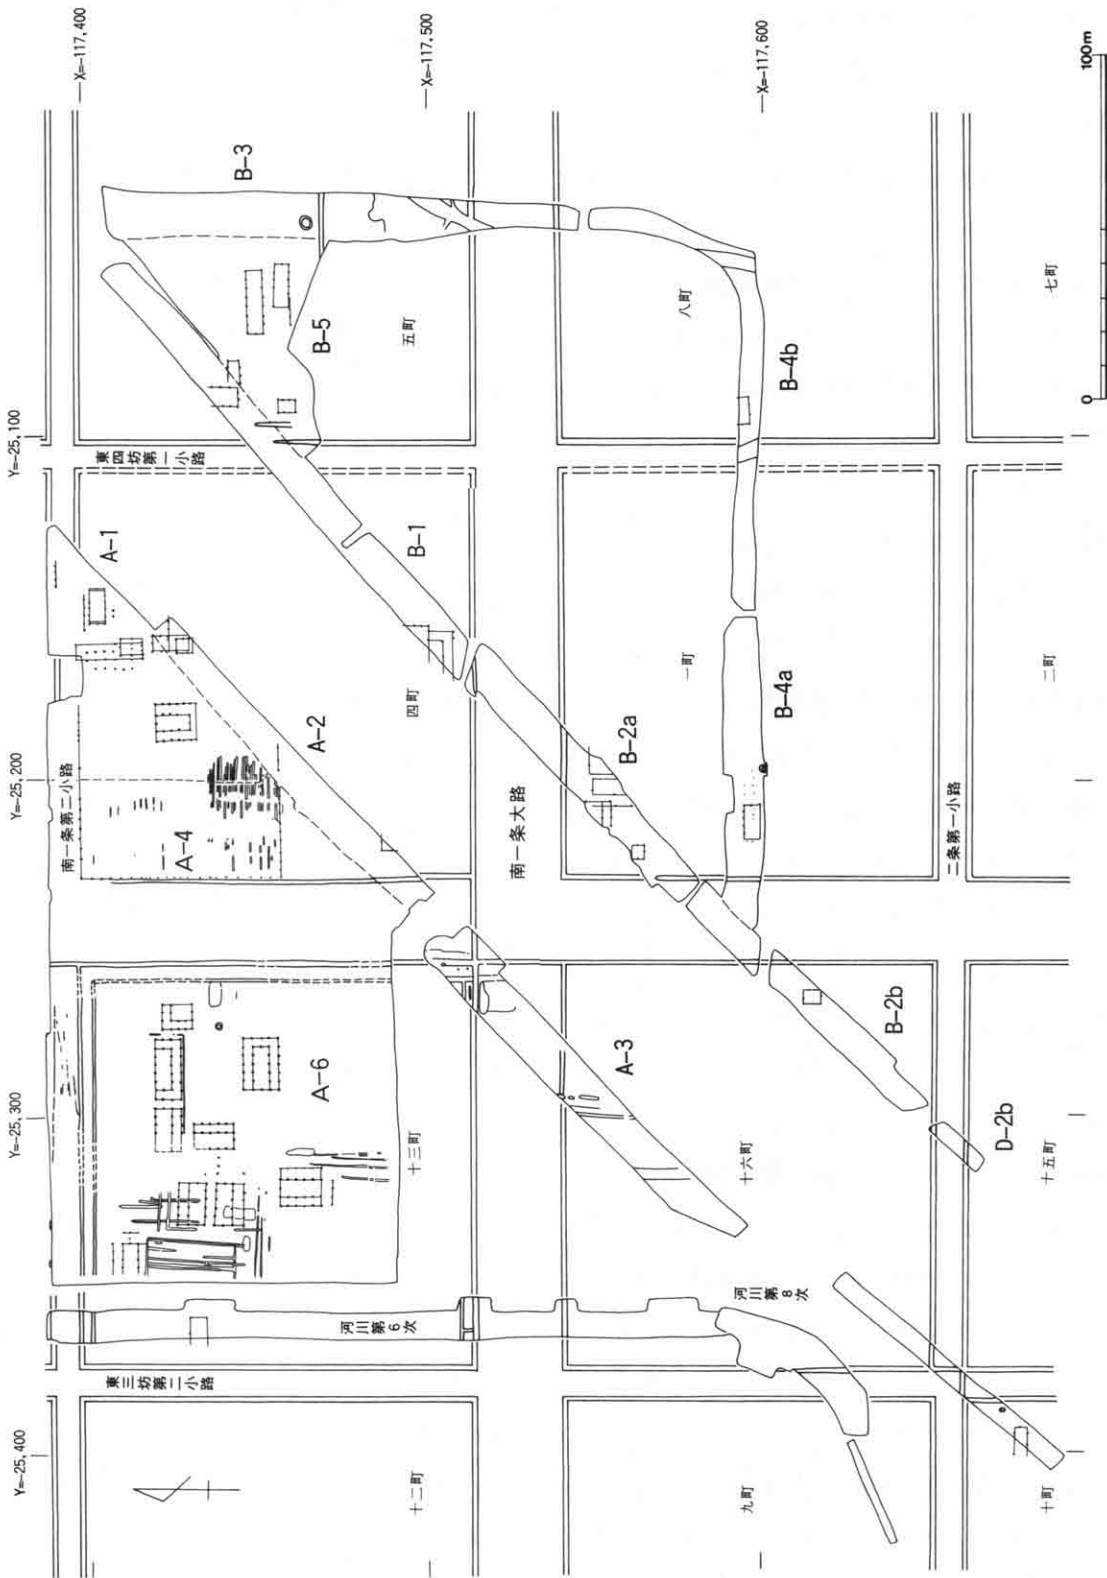 X=-117,400
X=-117,500
X=-117,600
100m
0
Y=-25,100
Y=-25,200
Y=-25,300
Y=-25,400
B-3
B-5
五町
八町
七町
B-4b
東四坊第一小路
A-1
B-1
A-2
四町
一町
二町
B-2a
B-4a
南一条第二小路
A-4
南一条大路
二条第一小路
A-6
十三町
A-3
十六町
B-2b
D-2b
十五町
河川第6次
河川第8次
東三坊第二小路
十二町
九町
十町